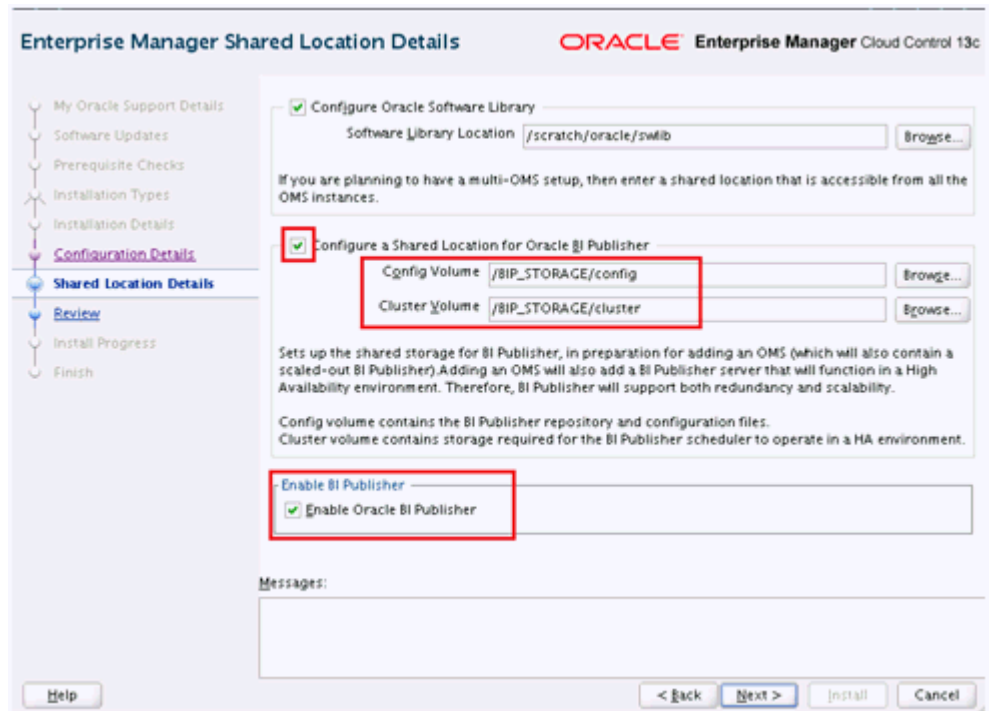 Enterprise Manager Shared Location Details
ORACLE Enterprise Manager Cloud Control 13c
My Oracle Support Details
Software Updates
Prerequisite Checks
Installation Types
Installation Details
Configuration Details
Shared Location Details
Review
Install Progress
Finish
Configure Oracle Software Library
Software Library Location /scratch/oracle/swlib Browse...
If you are planning to have a multi-OMS setup, then enter a shared location that is accessible from all the
OMS instances.
Configure a Shared Location for Oracle BI Publisher
Config Volume /BIP_STORAGE/config Browse...
Cluster Volume /BIP_STORAGE/cluster Browse...
Sets up the shared storage for BI Publisher, in preparation for adding an OMS (which will also contain a
scaled-out BI Publisher).Adding an OMS will also add a BI Publisher server that will function in a High
Availability environment. Therefore, BI Publisher will support both redundancy and scalability.
Config volume contains the BI Publisher repository and configuration files.
Cluster volume contains storage required for the BI Publisher scheduler to operate in a HA environment.
Enable BI Publisher
Enable Oracle BI Publisher
Messages:
Help < Back Next > Install Cancel